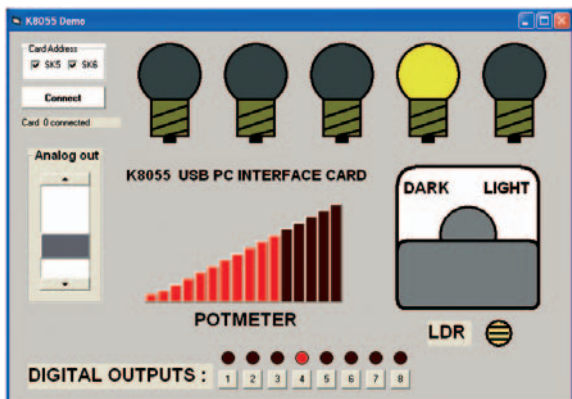 K8055 Demo
Card Address
SK5 SK6
Connect
Card 0 connected
Analog out
K8055 USB PC INTERFACE CARD
DARK LIGHT
POTMETER
LDR
DIGITAL OUTPUTS :
1 2 3 4 5 6 7 8